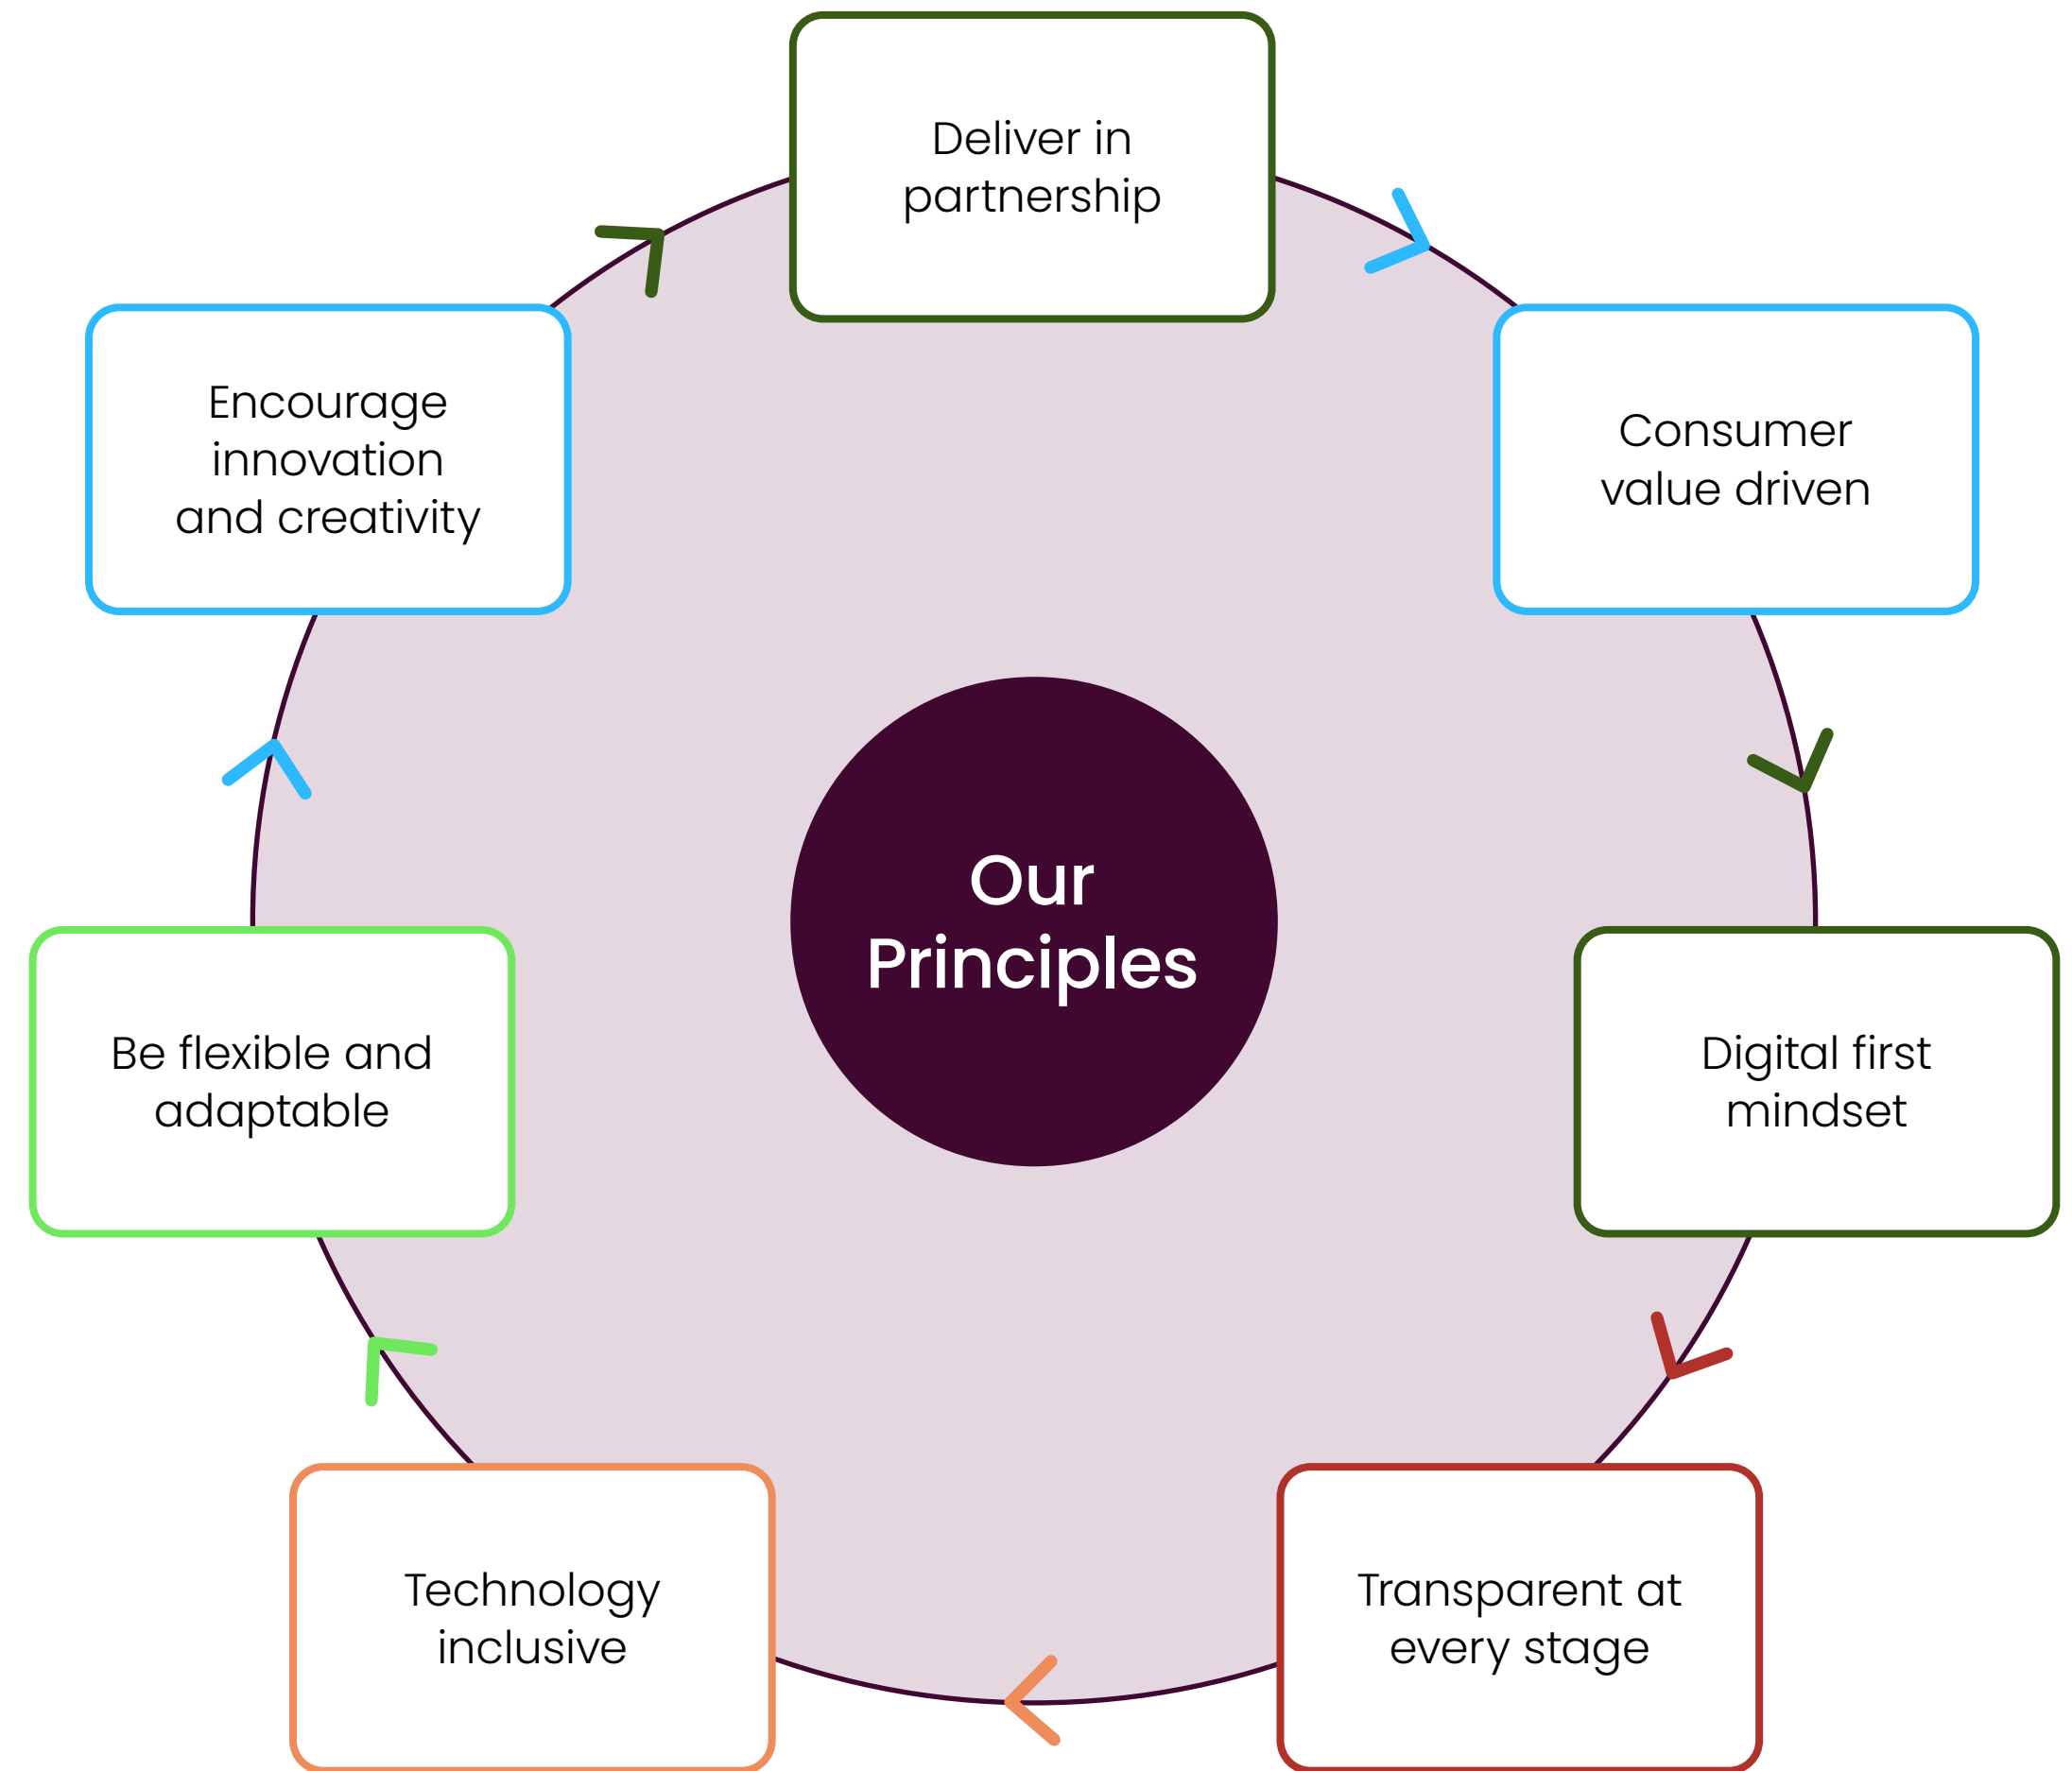 Deliver in
partnership
Consumer
value driven
Digital first
mindset
Transparent at
every stage
Technology
inclusive
Be flexible and
adaptable
Encourage
innovation
and creativity
Our
Principles